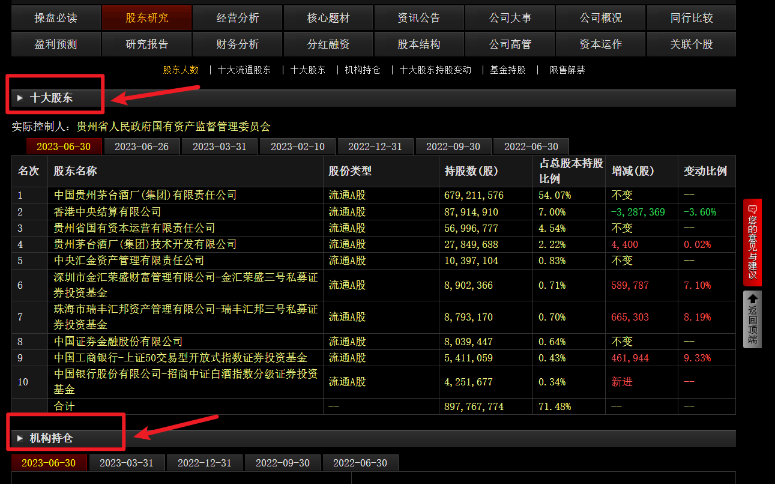 操盘必读 股东研究 经营分析 核心题材 资讯公告 公司大事 公司概况 同行比较
盈利预测 研究报告 财务分析 分红融资 股本结构 公司高管 资本运作 关联个股
股东人数 | 十大流通股东 | 十大股东 | 机构持仓 | 十大股东持股变动 | 基金持股 | 限售解禁
十大股东
实际控制人：贵州省人民政府国有资产监督管理委员会
2023-06-30 2023-06-26 2023-03-31 2023-02-10 2022-12-31 2022-09-30 2022-06-30
名次 股东名称 股份类型 持股数(股) 占总股本持股比例 增减(股) 变动比例
1 中国贵州茅台酒厂(集团)有限责任公司 流通A股 679,211,576 54.07% 不变 --
2 香港中央结算有限公司 流通A股 87,914,910 7.00% -3,287,369 -3.60%
3 贵州省国有资本运营有限责任公司 流通A股 56,996,777 4.54% 不变 --
4 贵州茅台酒厂(集团)技术开发有限公司 流通A股 27,849,688 2.22% 4,400 0.02%
5 中央汇金资产管理有限责任公司 流通A股 10,397,104 0.83% 不变 --
6 深圳市金汇荣盛财富管理有限公司-金汇荣盛三号私募证券投资基金 流通A股 8,902,366 0.71% 589,787 7.10%
7 珠海市瑞丰汇邦资产管理有限公司-瑞丰汇邦三号私募证券投资基金 流通A股 8,793,170 0.70% 665,303 8.19%
8 中国证券金融股份有限公司 流通A股 8,039,447 0.64% 不变 --
9 中国工商银行-上证50交易型开放式指数证券投资基金 流通A股 5,411,059 0.43% 461,944 9.33%
10 中国银行股份有限公司-招商中证白酒指数分级证券投资基金 流通A股 4,251,677 0.34% 新进 --
合计 -- 897,767,774 71.48% -- --
机构持仓
2023-06-30 2023-03-31 2022-12-31 2022-09-30 2022-06-30
您的意见与建议
返回顶端